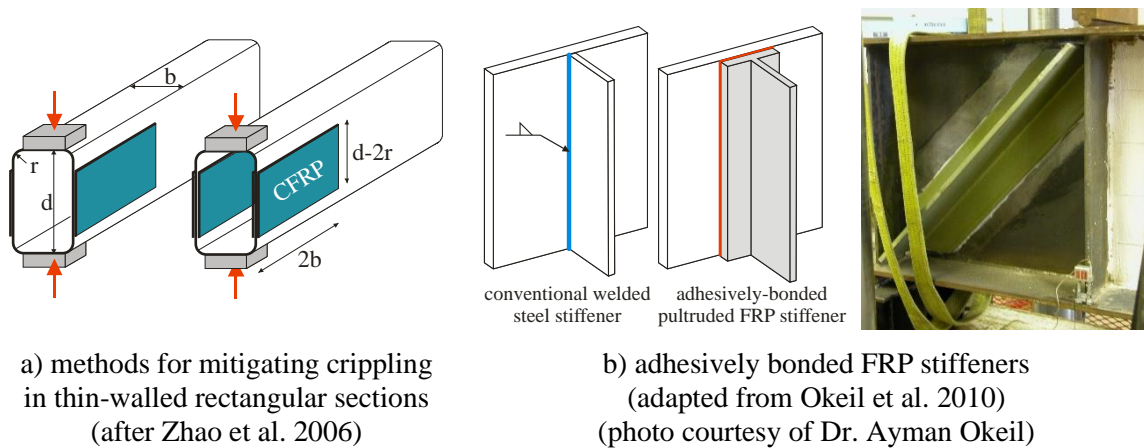 b
r
d
CFRP
d-2r
2b
conventional welded
steel stiffener
adhesively-bonded
pultruded FRP stiffener
a) methods for mitigating crippling
in thin-walled rectangular sections
(after Zhao et al. 2006)
b) adhesively bonded FRP stiffeners
(adapted from Okeil et al. 2010)
(photo courtesy of Dr. Ayman Okeil)